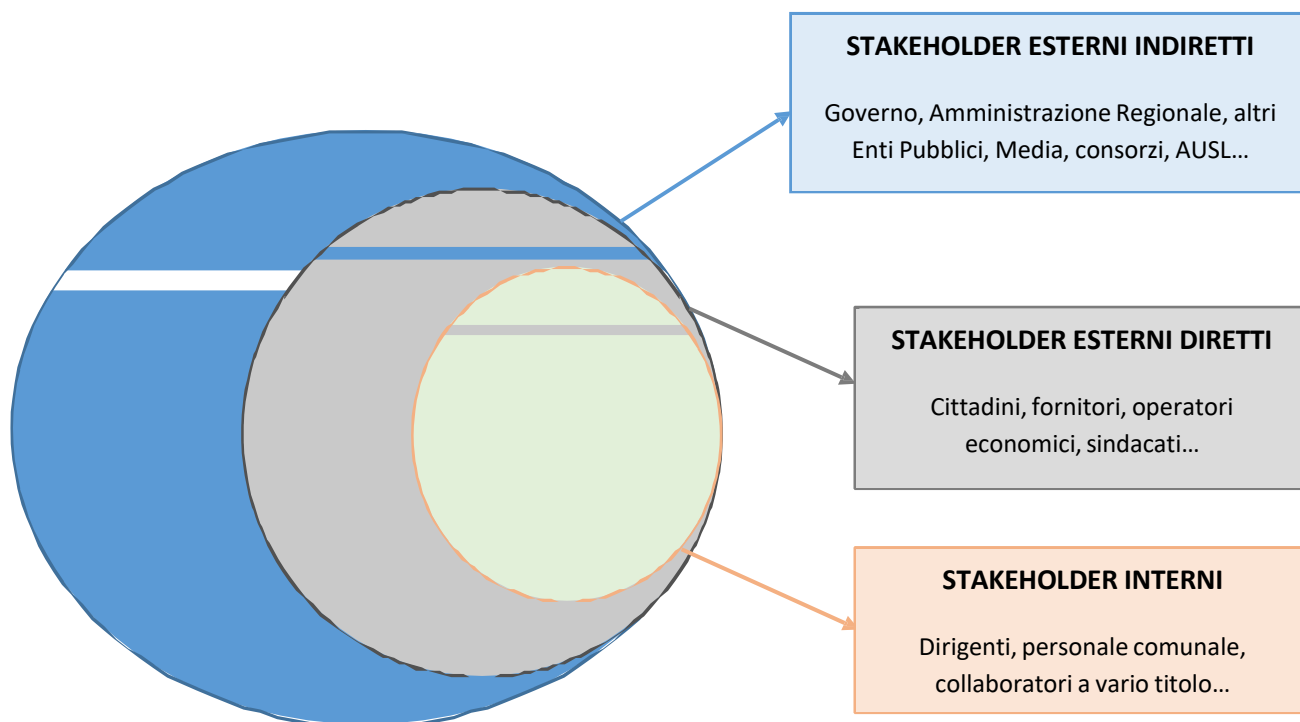 STAKEHOLDER ESTERNI INDIRETTI
Governo, Amministrazione Regionale, altri
Enti Pubblici, Media, consorzi, AUSL…
STAKEHOLDER ESTERNI DIRETTI
Cittadini, fornitori, operatori
economici, sindacati…
STAKEHOLDER INTERNI
Dirigenti, personale comunale,
collaboratori a vario titolo…